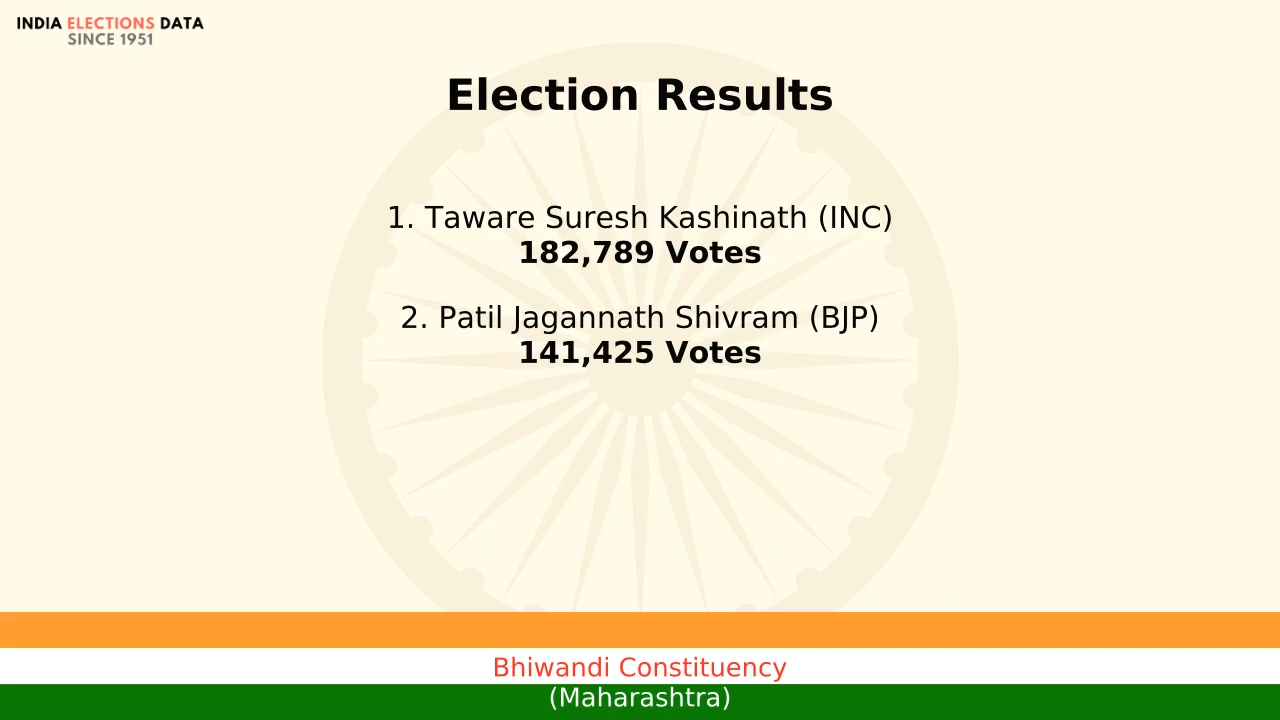 INDIA ELECTIONS DATA
SINCE 1951
Election Results
1. Taware Suresh Kashinath (INC)
182,789 Votes
2. Patil Jagannath Shivram (BJP)
141,425 Votes
Bhiwandi Constituency
(Maharashtra)